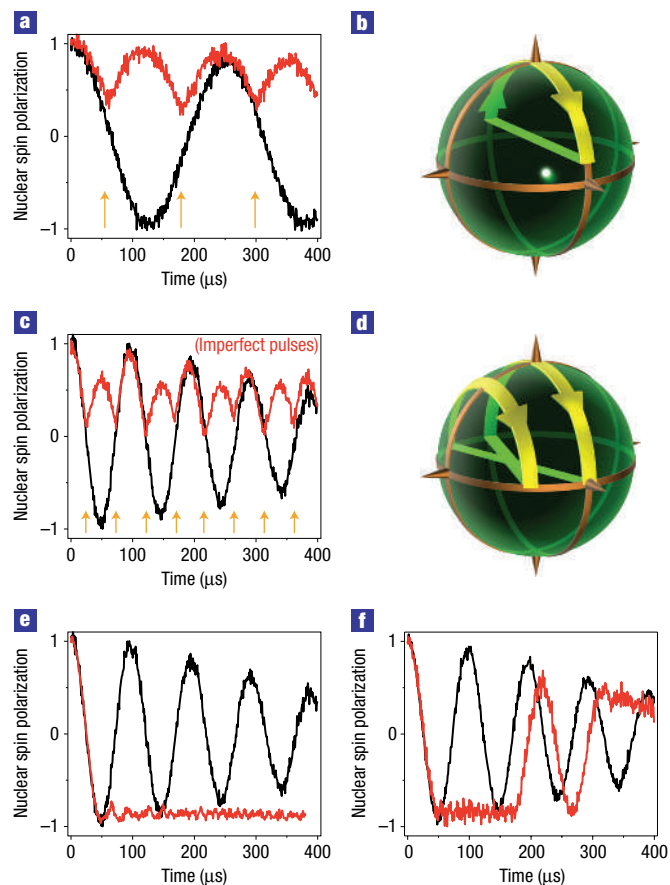 a
Nuclear spin polarization
1
0
–1
0 100 200 300 400
Time (μs)
b
c
(Imperfect pulses)
Nuclear spin polarization
1
0
–1
0 100 200 300 400
Time (μs)
d
e
Nuclear spin polarization
1
0
–1
0 100 200 300 400
Time (μs)
f
Nuclear spin polarization
1
0
–1
0 100 200 300 400
Time (μs)